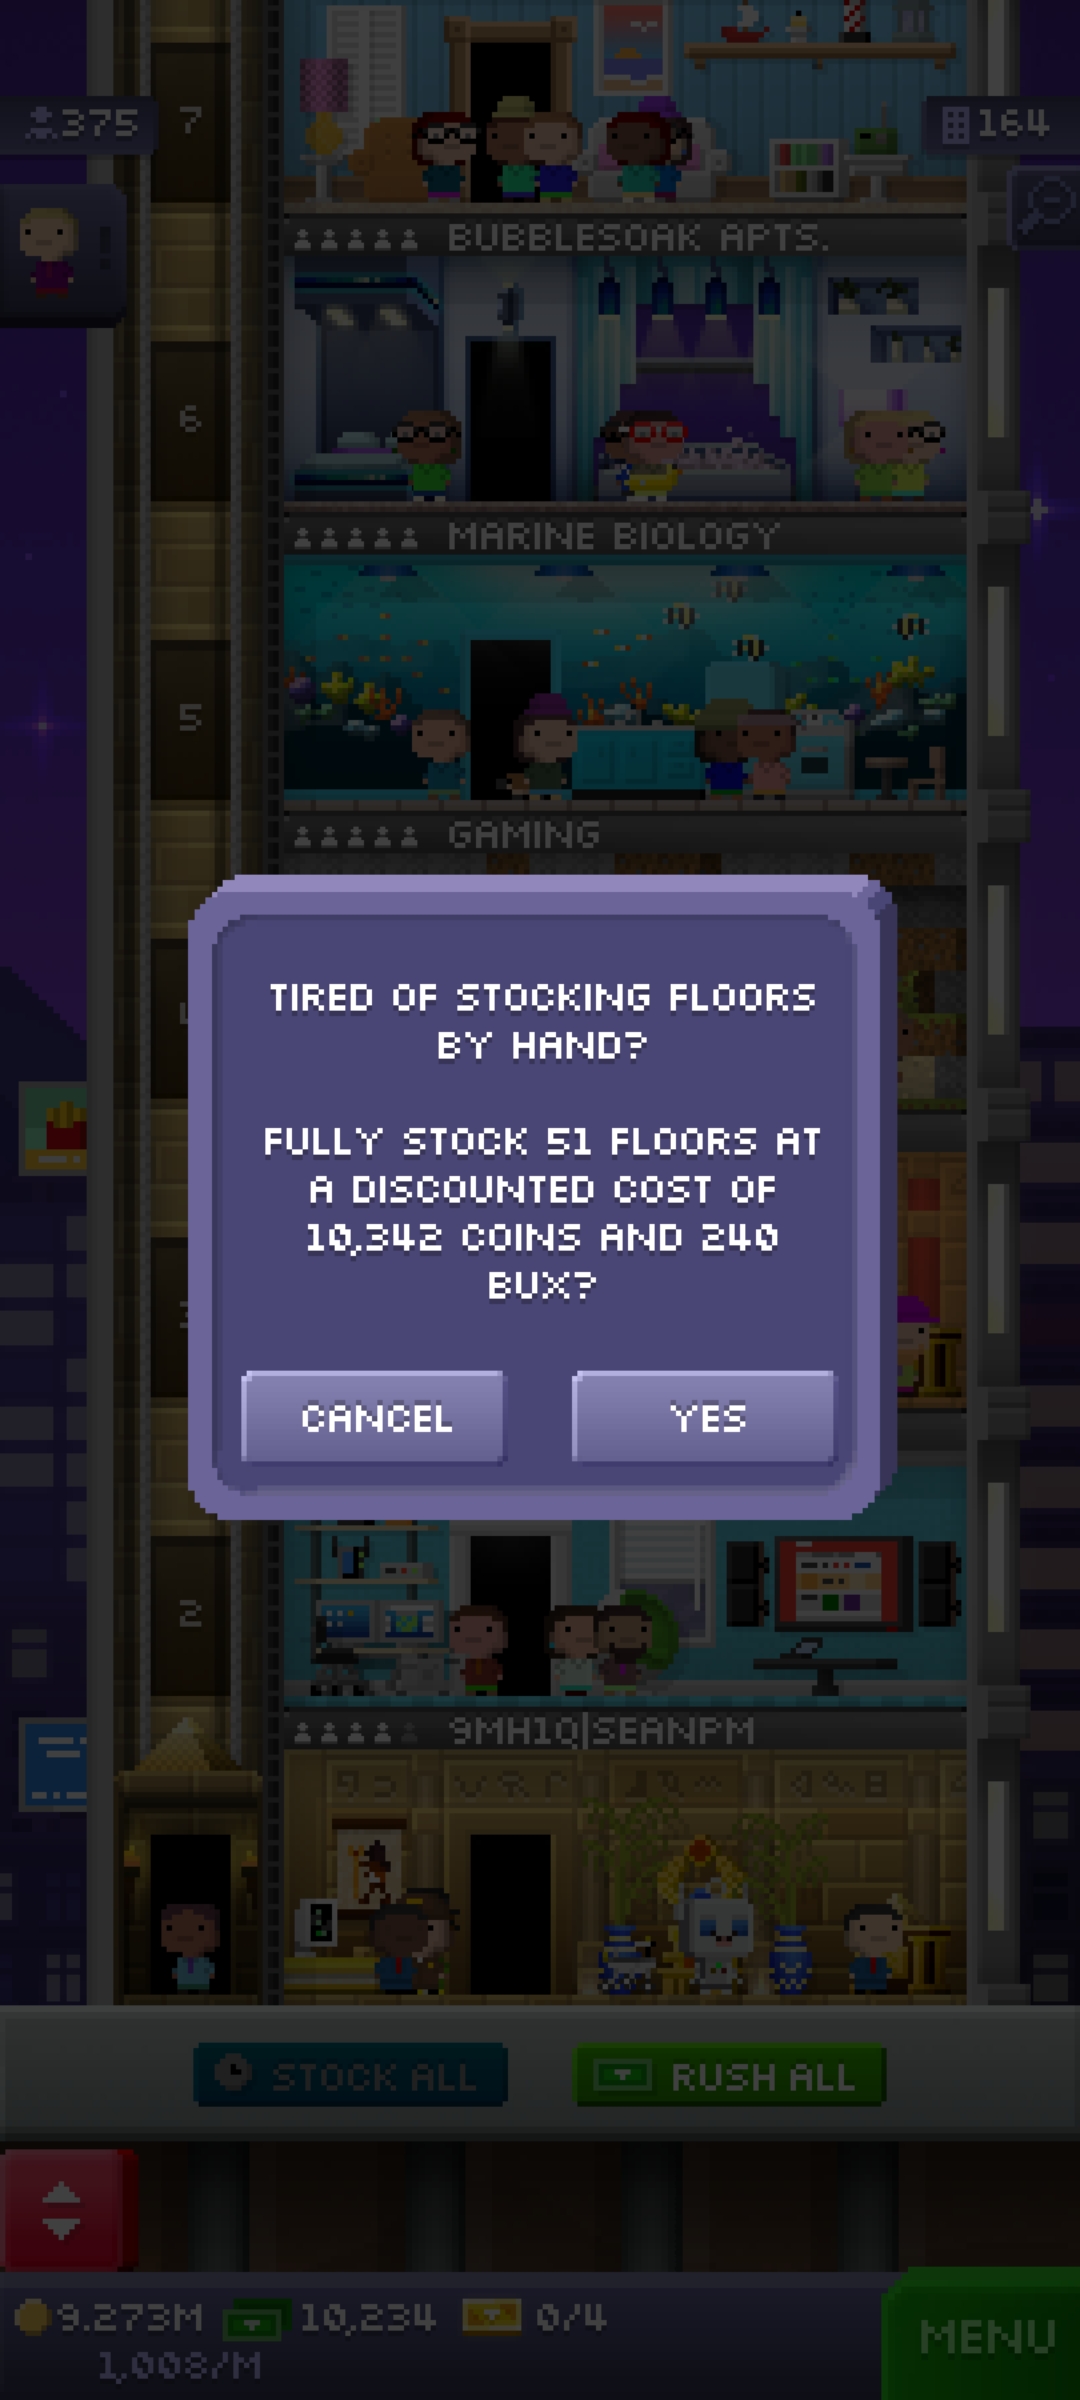 375
7
164
BUBBLESOAK APTS.
6
MARINE BIOLOGY
5
GAMING
TIRED OF STOCKING FLOORS
BY HAND?
FULLY STOCK 51 FLOORS AT
A DISCOUNTED COST OF
10,342 COINS AND 240
BUX?
CANCEL
YES
2
9MH1Q|SEANPM
STOCK ALL
RUSH ALL
9.273M
10,234
0/4
1,008/M
MENU